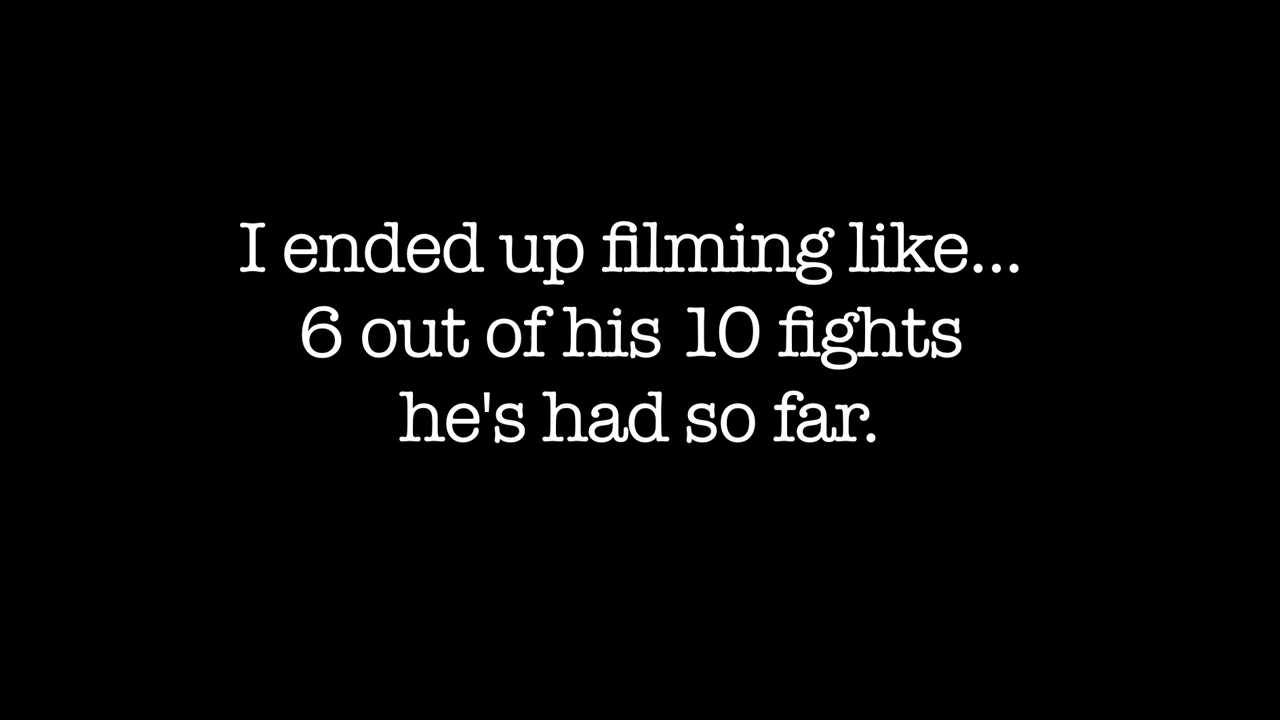 I ended up filming like...
6 out of his 10 fights
he's had so far.